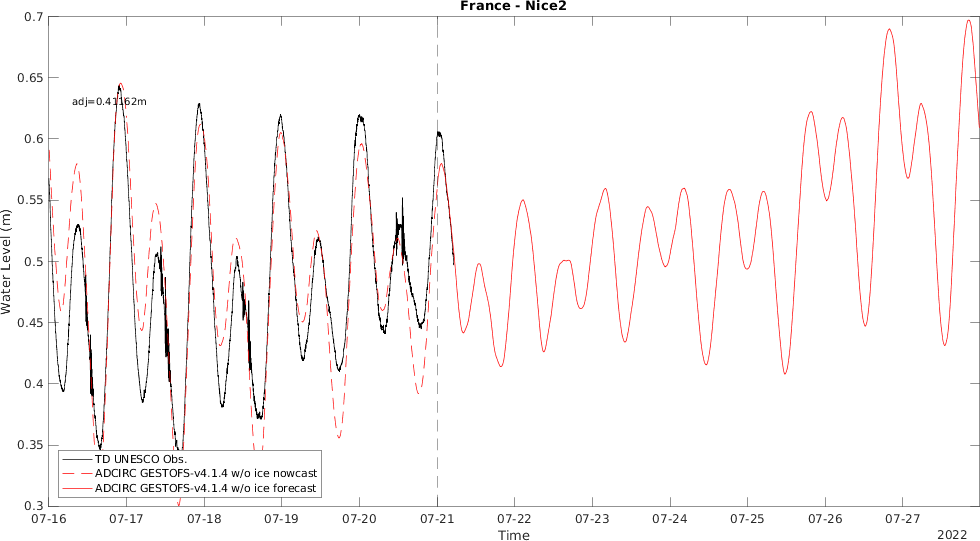 France - Nice2
0.7
0.65
adj=0.41162m
0.6
0.55
0.5
Water Level (m)
0.45
0.4
0.35
0.3
TD UNESCO Obs.
ADCIRC GESTOFS-v4.1.4 w/o ice nowcast
ADCIRC GESTOFS-v4.1.4 w/o ice forecast
07-16 07-17 07-18 07-19 07-20 07-21 07-22 07-23 07-24 07-25 07-26 07-27
Time
2022